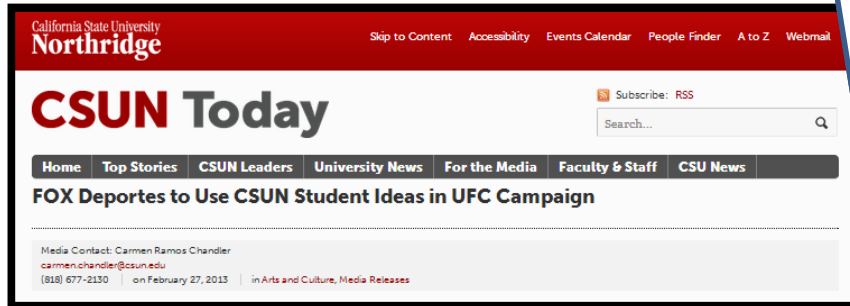 California State University
Northridge
Skip to Content Accessibility Events Calendar People Finder A to Z Webmail
CSUN Today
Subscribe: RSS
Search...
Home Top Stories CSUN Leaders University News For the Media Faculty & Staff CSU News
FOX Deportes to Use CSUN Student Ideas in UFC Campaign
Media Contact: Carmen Ramos Chandler
carmen.chandler@csun.edu
(818) 677-2130 | on February 27, 2013 | in Arts and Culture, Media Releases